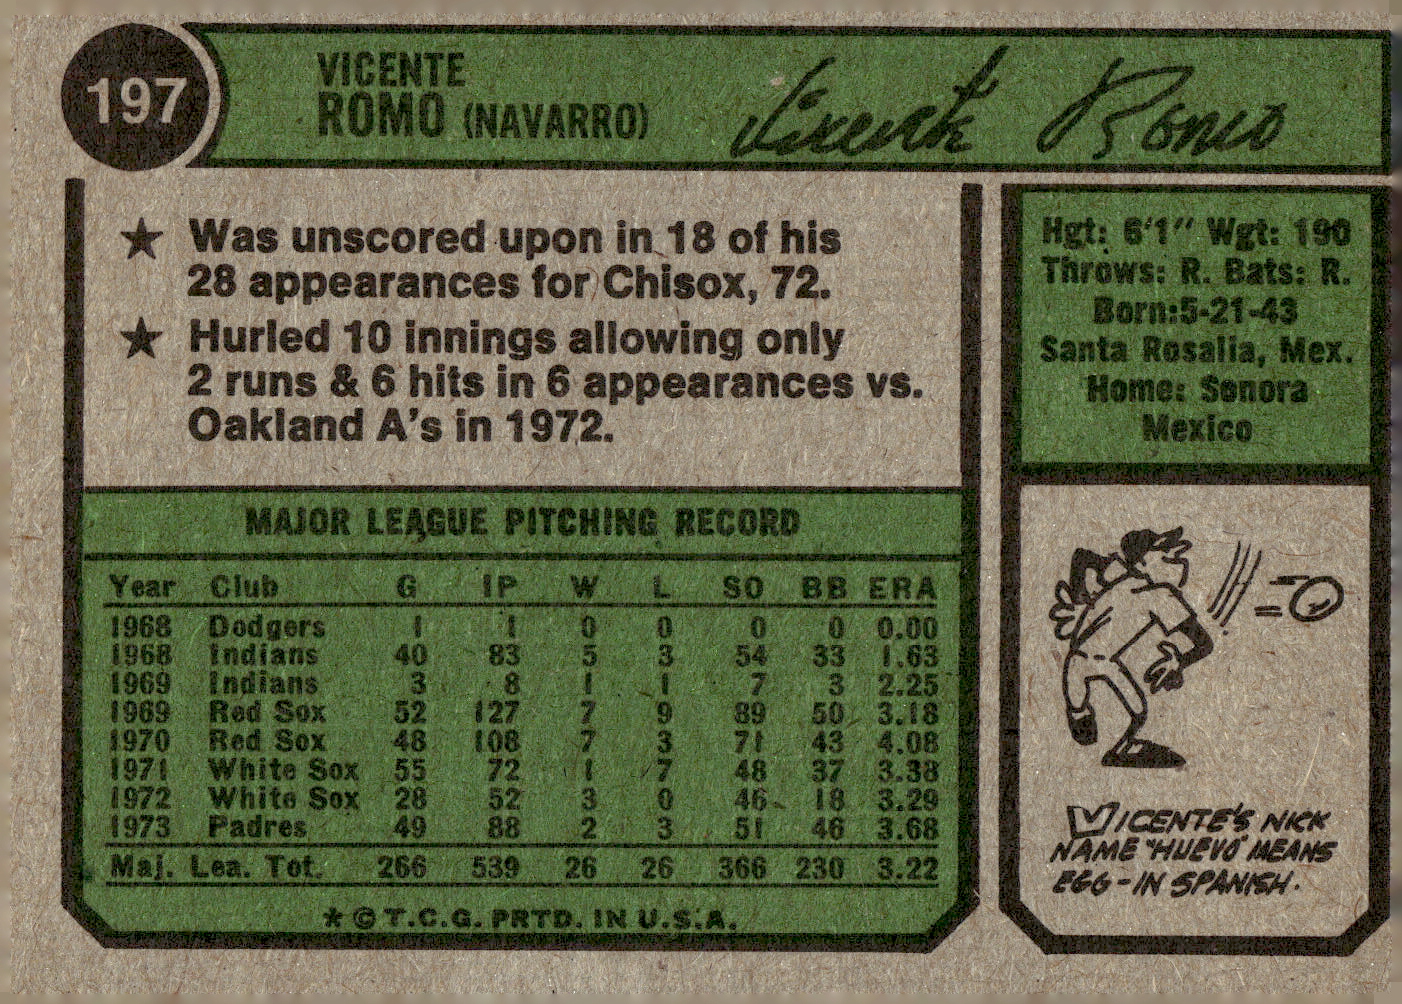 197
VICENTE
ROMO (NAVARRO)
Vicente Romo
★ Was unscored upon in 18 of his
28 appearances for Chisox, 72.
★ Hurled 10 innings allowing only
2 runs & 6 hits in 6 appearances vs.
Oakland A's in 1972.
Hgt: 6'1" Wgt: 190
Throws: R. Bats: R.
Born:5-21-43
Santa Rosalia, Mex.
Home: Sonora
Mexico
MAJOR LEAGUE PITCHING RECORD
Year Club G IP W L SO BB ERA
1968 Dodgers 1 1 0 0 0 0 0.00
1968 Indians 40 83 5 3 54 33 1.63
1969 Indians 3 8 1 1 7 3 2.25
1969 Red Sox 52 127 7 9 89 50 3.18
1970 Red Sox 48 108 7 3 71 43 4.08
1971 White Sox 55 72 1 7 48 37 3.38
1972 White Sox 28 52 3 0 46 18 3.29
1973 Padres 49 88 2 3 51 46 3.68
Maj. Lea. Tot. 266 539 26 26 366 230 3.22
★ © T.C.G. PRTD. IN U.S.A.
VICENTE'S NICK
NAME "HUEVO" MEANS
EGG - IN SPANISH.